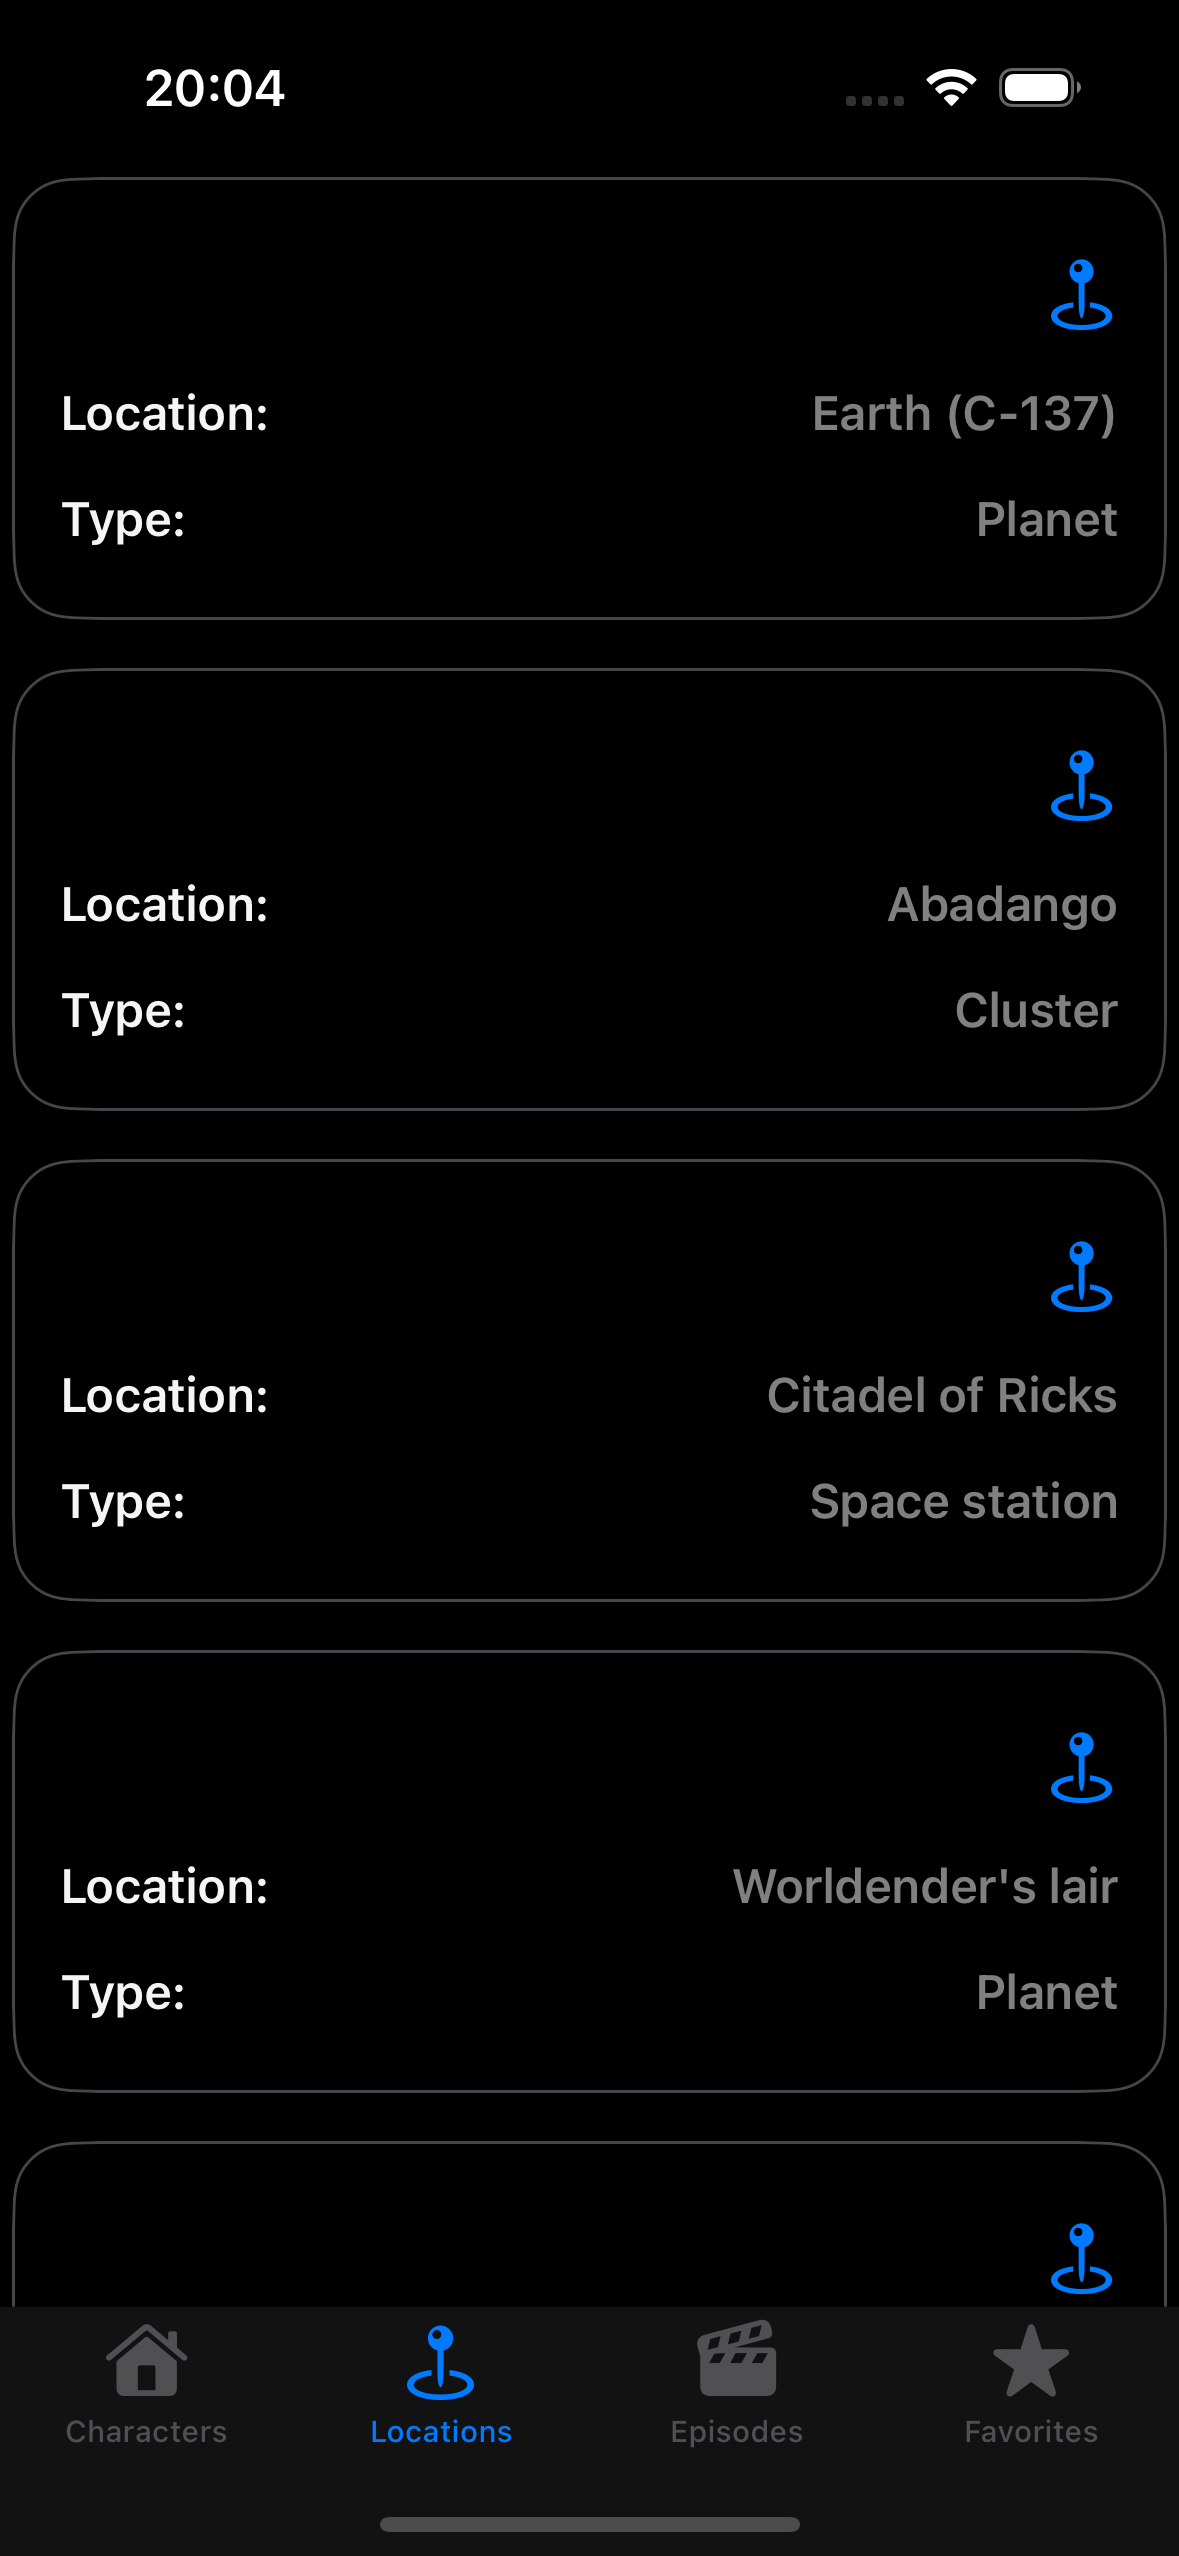 20:04
Location: Earth (C-137)
Type: Planet
Location: Abadango
Type: Cluster
Location: Citadel of Ricks
Type: Space station
Location: Worldender's lair
Type: Planet
Characters Locations Episodes Favorites